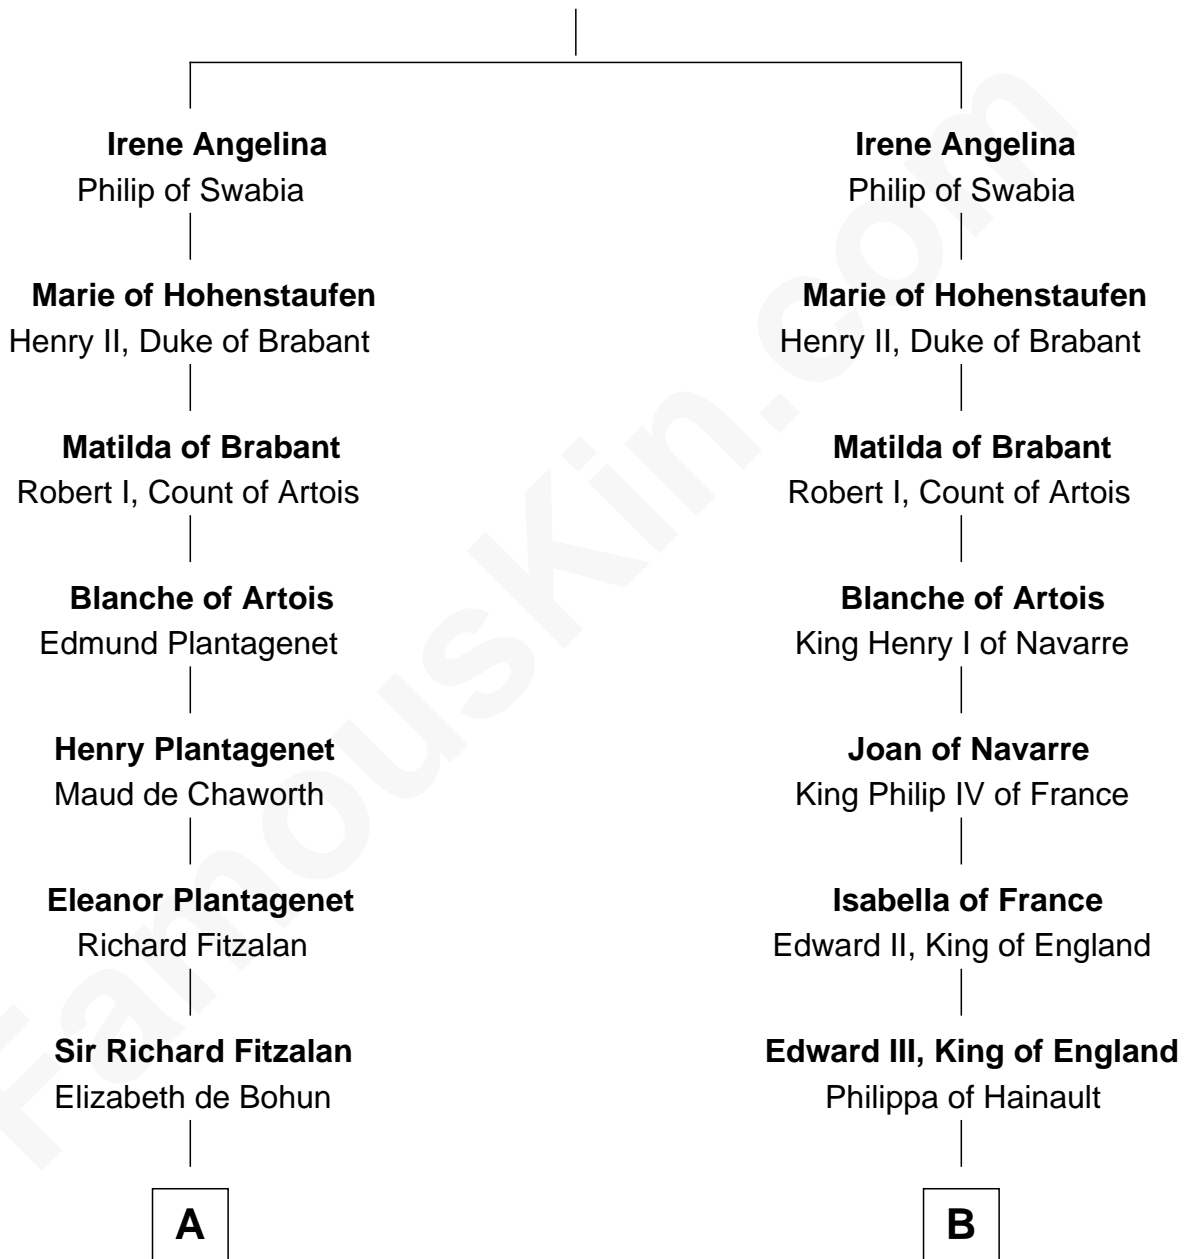 Irene Angelina
Philip of Swabia
Marie of Hohenstaufen
Henry II, Duke of Brabant
Matilda of Brabant
Robert I, Count of Artois
Blanche of Artois
Edmund Plantagenet
Henry Plantagenet
Maud de Chaworth
Eleanor Plantagenet
Richard Fitzalan
Sir Richard Fitzalan
Elizabeth de Bohun
A
Irene Angelina
Philip of Swabia
Marie of Hohenstaufen
Henry II, Duke of Brabant
Matilda of Brabant
Robert I, Count of Artois
Blanche of Artois
King Henry I of Navarre
Joan of Navarre
King Philip IV of France
Isabella of France
Edward II, King of England
Edward III, King of England
Philippa of Hainault
B
FamousKin.com